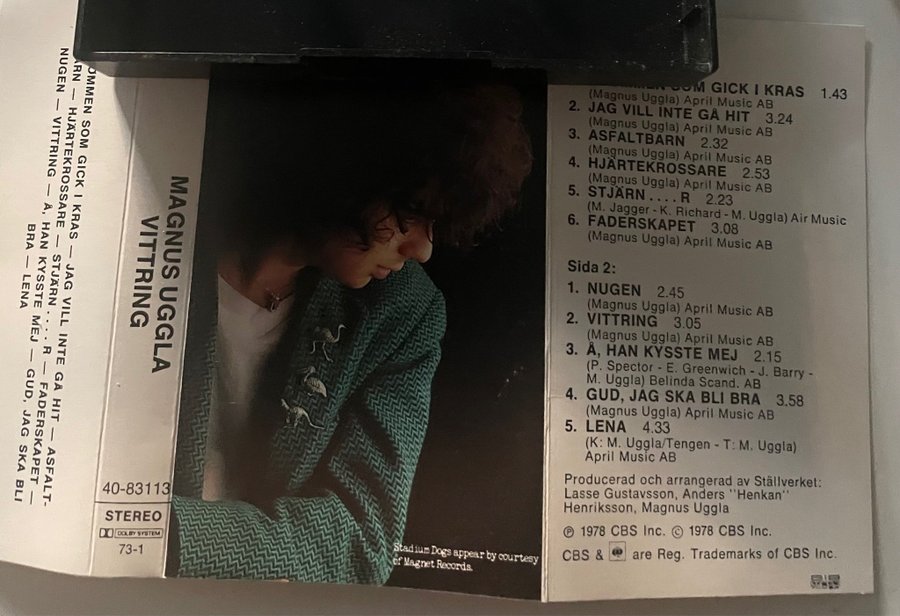 OMMEN SOM GICK I KRAS — JAG VILL INTE GÅ HIT — ASFALT-
ARN — HJÄRTEKROSSARE — STJÄRN . . . . R — FADERSKAPET —
NUGEN — VITTRING — Å, HAN KYSSTE MEJ — GUD, JAG SKA BLI
BRA — LENA
MAGNUS UGGLA
VITTRING
40-83113
STEREO
DOLBY SYSTEM
73-1
Stadium Dogs appear by courtesy
of Magnet Records.
SOM GICK I KRAS 1.43
(Magnus Uggla) April Music AB
2. JAG VILL INTE GÅ HIT 3.24
(Magnus Uggla) April Music AB
3. ASFALTBARN 2.32
(Magnus Uggla) April Music AB
4. HJÄRTEKROSSARE 2.53
(Magnus Uggla) April Music AB
5. STJÄRN . . . . R 2.23
(M. Jagger - K. Richard - M. Uggla) Air Music
6. FADERSKAPET 3.08
(Magnus Uggla) April Music AB
Sida 2:
1. NUGEN 2.45
(Magnus Uggla) April Music AB
2. VITTRING 3.05
(Magnus Uggla) April Music AB
3. Å, HAN KYSSTE MEJ 2.15
(P. Spector - E. Greenwich - J. Barry -
M. Uggla) Belinda Scand. AB
4. GUD, JAG SKA BLI BRA 3.58
(Magnus Uggla) April Music AB
5. LENA 4.33
(K: M. Uggla/Tengen - T: M. Uggla)
April Music AB
Producerad och arrangerad av Ställverket:
Lasse Gustavsson, Anders "Henkan"
Henriksson, Magnus Uggla
℗ 1978 CBS Inc. © 1978 CBS Inc.
CBS & are Reg. Trademarks of CBS Inc.